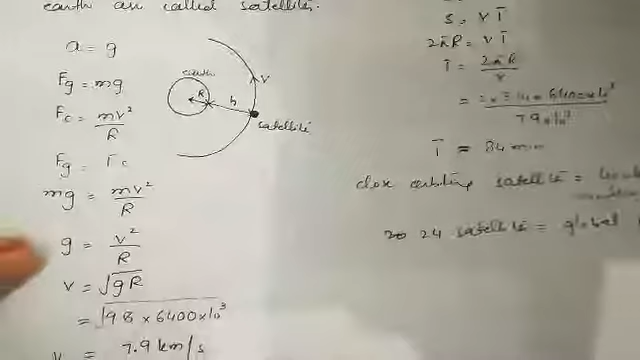 earth are called satellites.
a = g
Fg = mg
Fc = mv²/R
Fg = Fc
mg = mv²/R
g = v²/R
v = √gR
= √9.8 × 6400×10³
v = 7.9 km/s
earth
R
h
v
satellite
S = vT
2πR = vT
T = 2πR/v
= 2×3.14×6400×10³/7.9×10³
T = 84 min
close orbiting satellite =
24 satellite = global